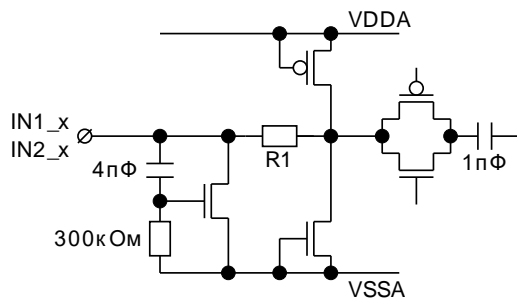 VDDA
IN1_x
IN2_x
4пФ
R1
1пФ
300кОм
VSSA